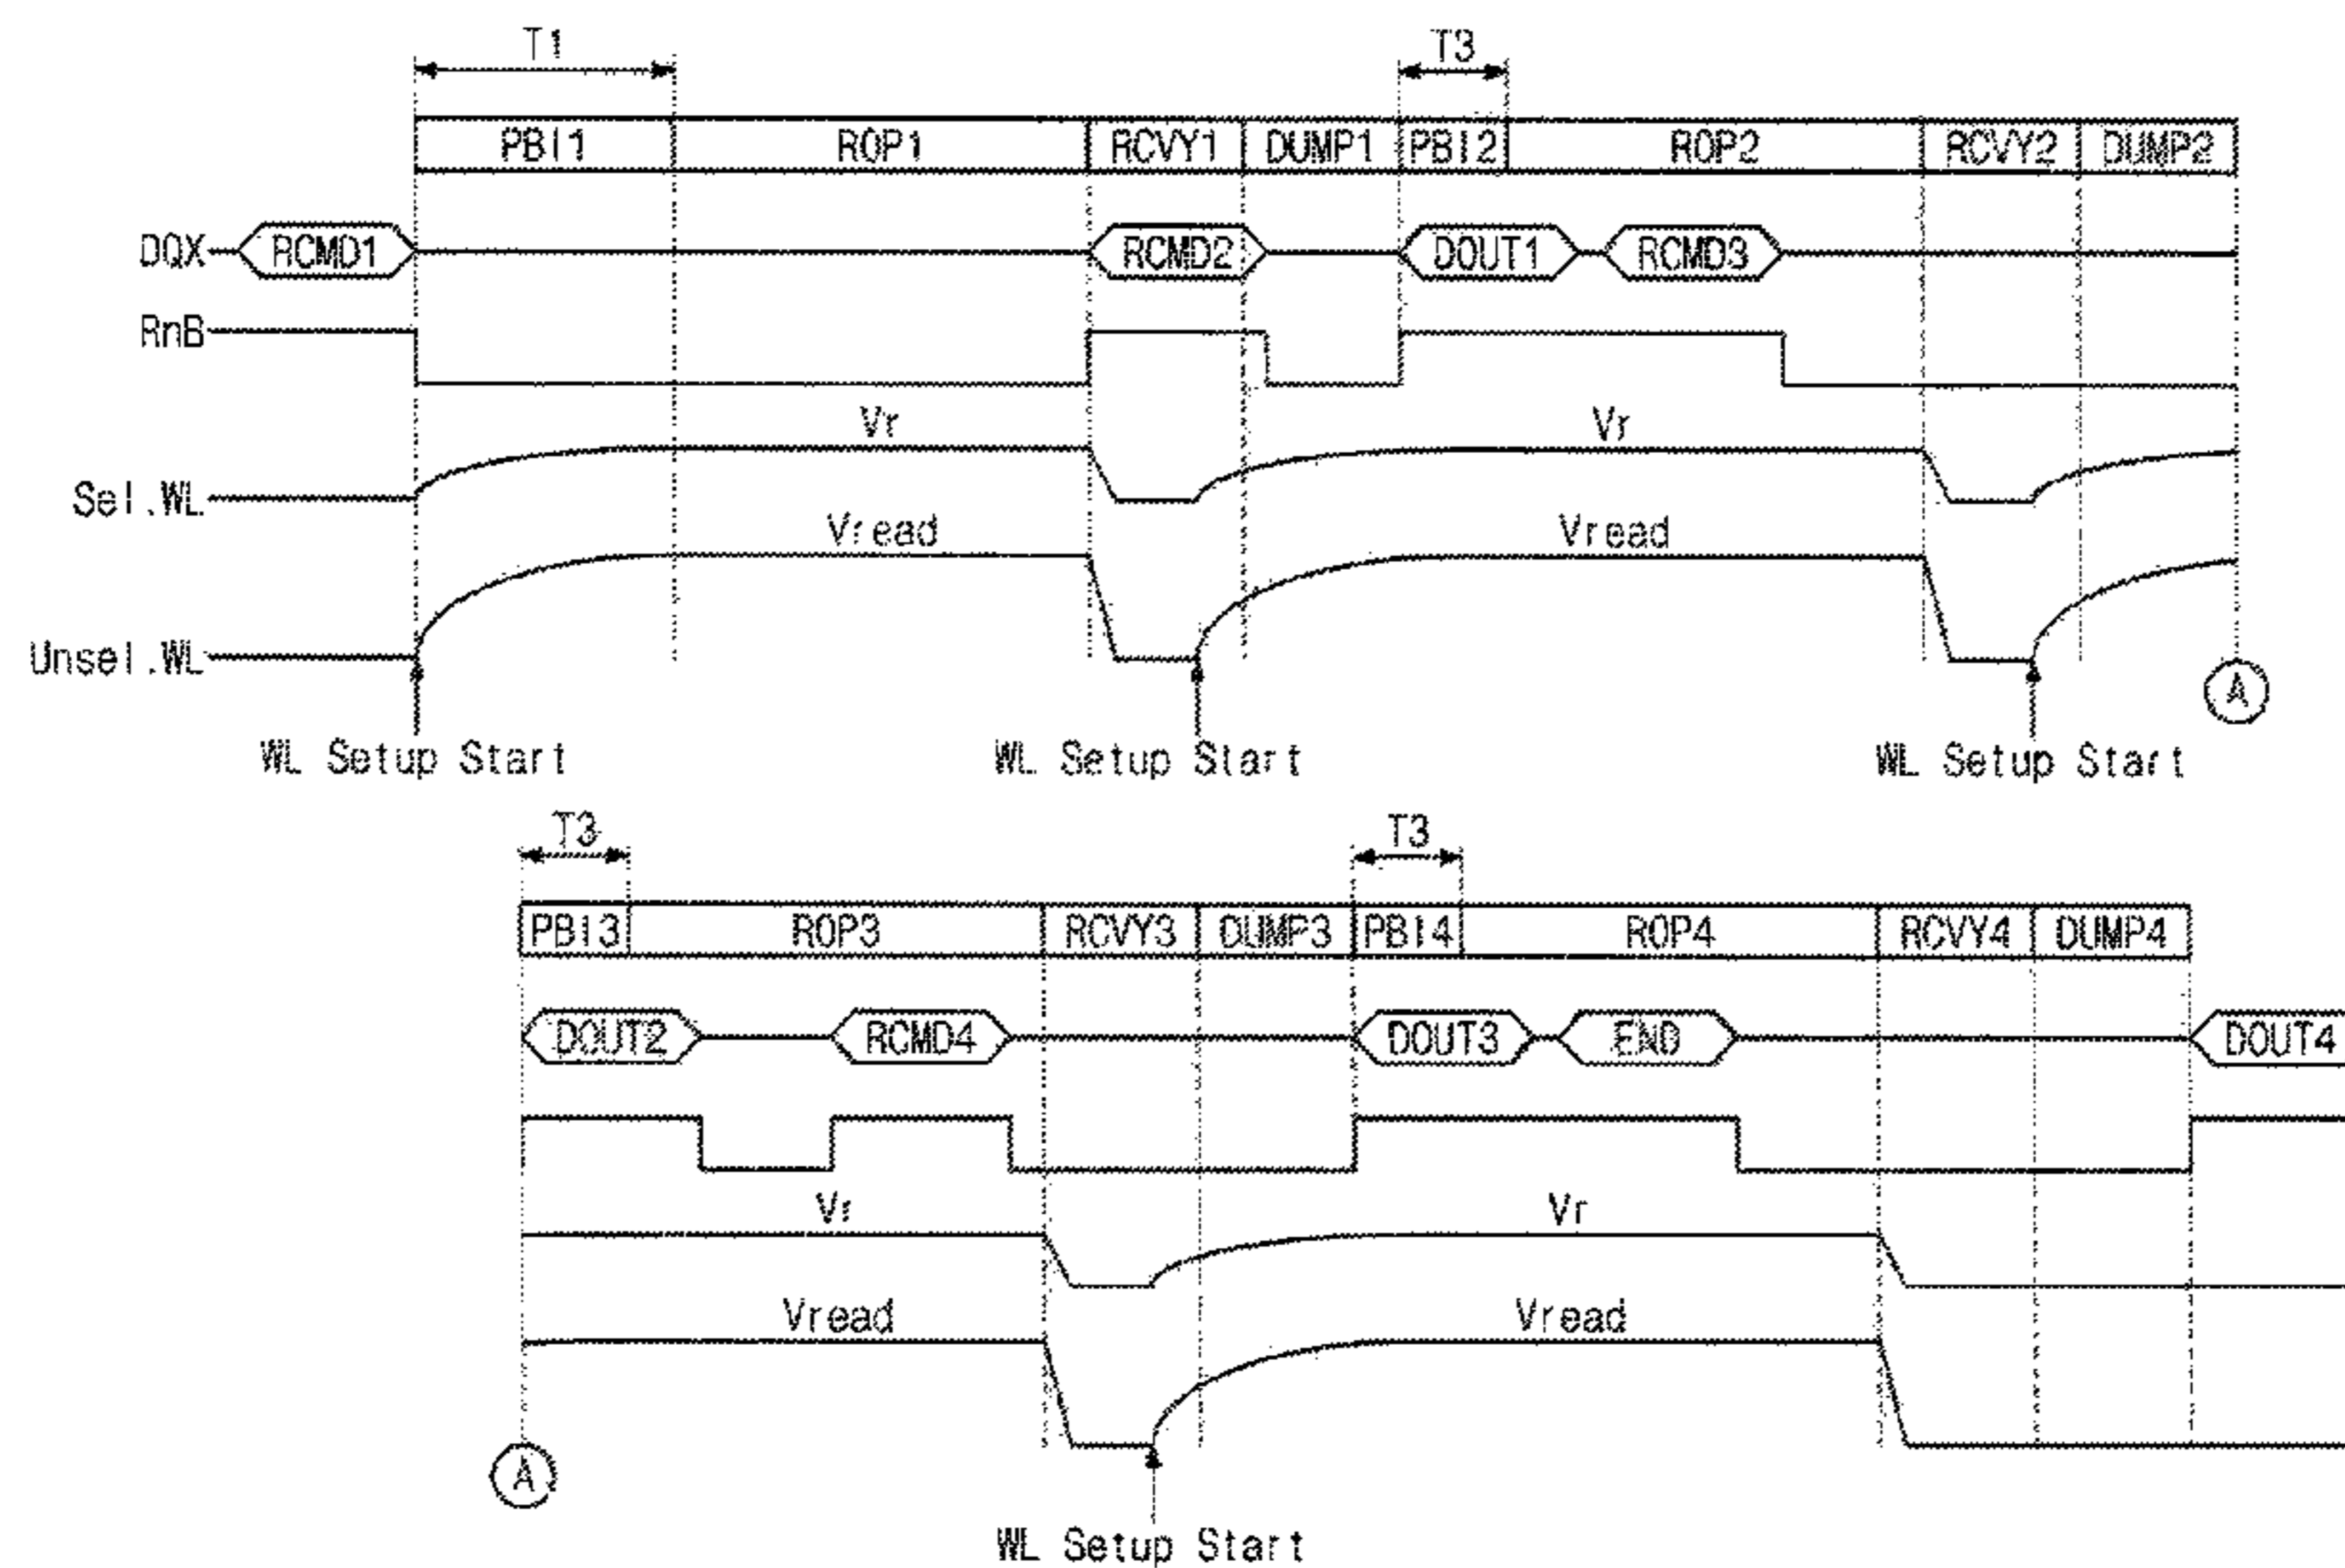 T1 T3
PBI1 ROP1 RCVY1 DUMP1 PBI2 ROP2 RCVY2 DUMP2
DQX RCMD1 RCMD2 DOUT1 RCMD3
RnB
Vr Vr
Sel.WL
Vread Vread
Unsel.WL
A
WL Setup Start WL Setup Start WL Setup Start
T3 T3
PBI3 ROP3 RCVY3 DUMP3 PBI4 ROP4 RCVY4 DUMP4
DOUT2 RCMD4 DOUT3 END DOUT4
Vr Vr
Vread Vread
A
WL Setup Start